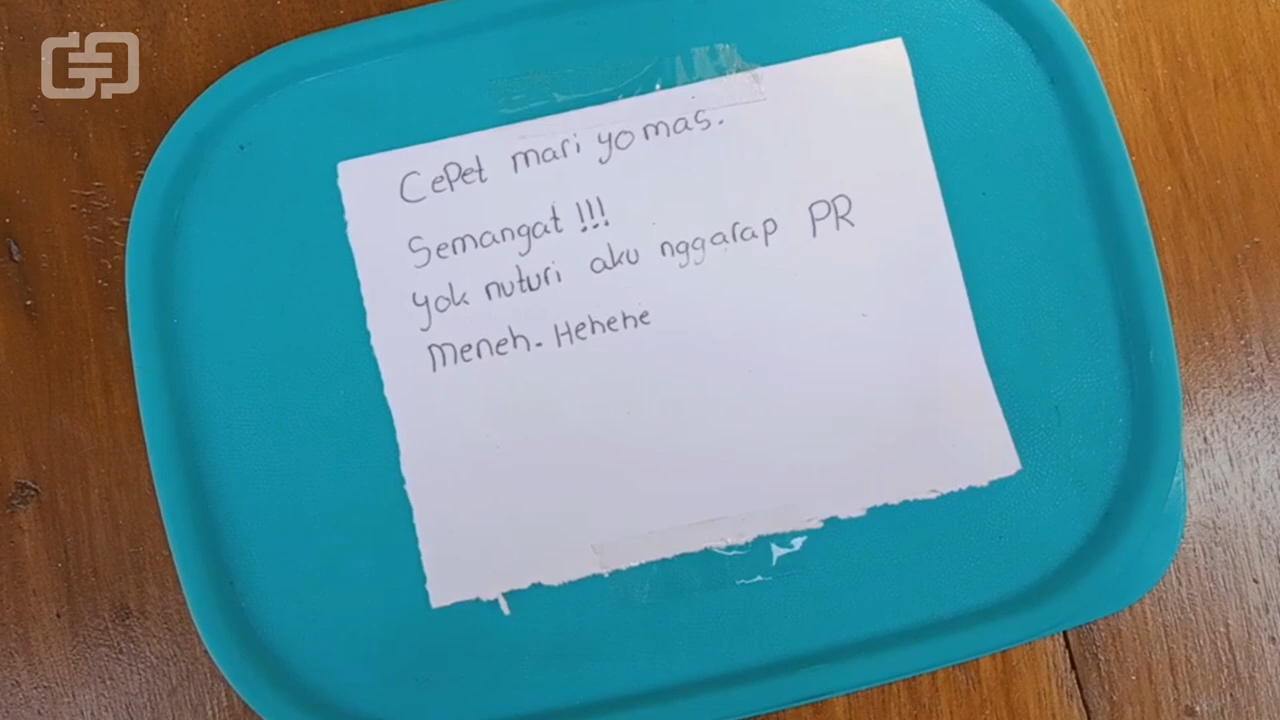 CePet mari yo mas.
Semangat !!!
yok nuturi aku nggarap PR
meneh. Hehehe